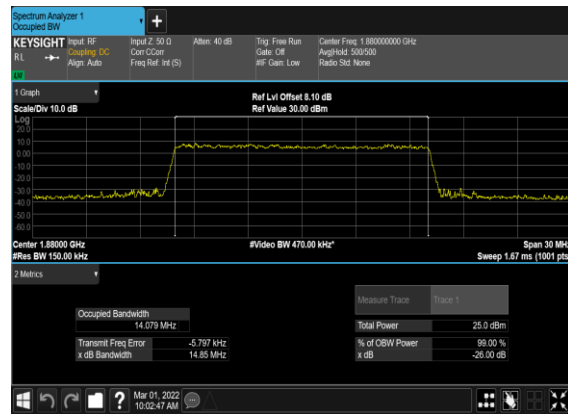 Spectrum Analyzer 1
Occupied BW
KEYSIGHT Input: RF Input Z: 50 Ω Atten: 40 dB Trig: Free Run Center Freq: 1.880000000 GHz
RL Coupling: DC Corr CCorr Gate: Off Avg|Hold: 500/500
Align: Auto Freq Ref: Int (S) #IF Gain: Low Radio Std: None
LW
1 Graph
Ref Lvl Offset 8.10 dB
Scale/Div 10.0 dB Ref Value 30.00 dBm
Log
20.0
10.0
0.00
-10.0
-20.0
-30.0
-40.0
-50.0
-60.0
Center 1.88000 GHz #Video BW 470.00 kHz* Span 30 MHz
#Res BW 150.00 kHz Sweep 1.67 ms (1001 pts)
2 Metrics
Measure Trace Trace 1
Occupied Bandwidth
14.079 MHz Total Power 25.0 dBm
Transmit Freq Error -5.797 kHz % of OBW Power 99.00 %
x dB Bandwidth 14.85 MHz x dB -26.00 dB
? Mar 01, 2022
10:02:47 AM